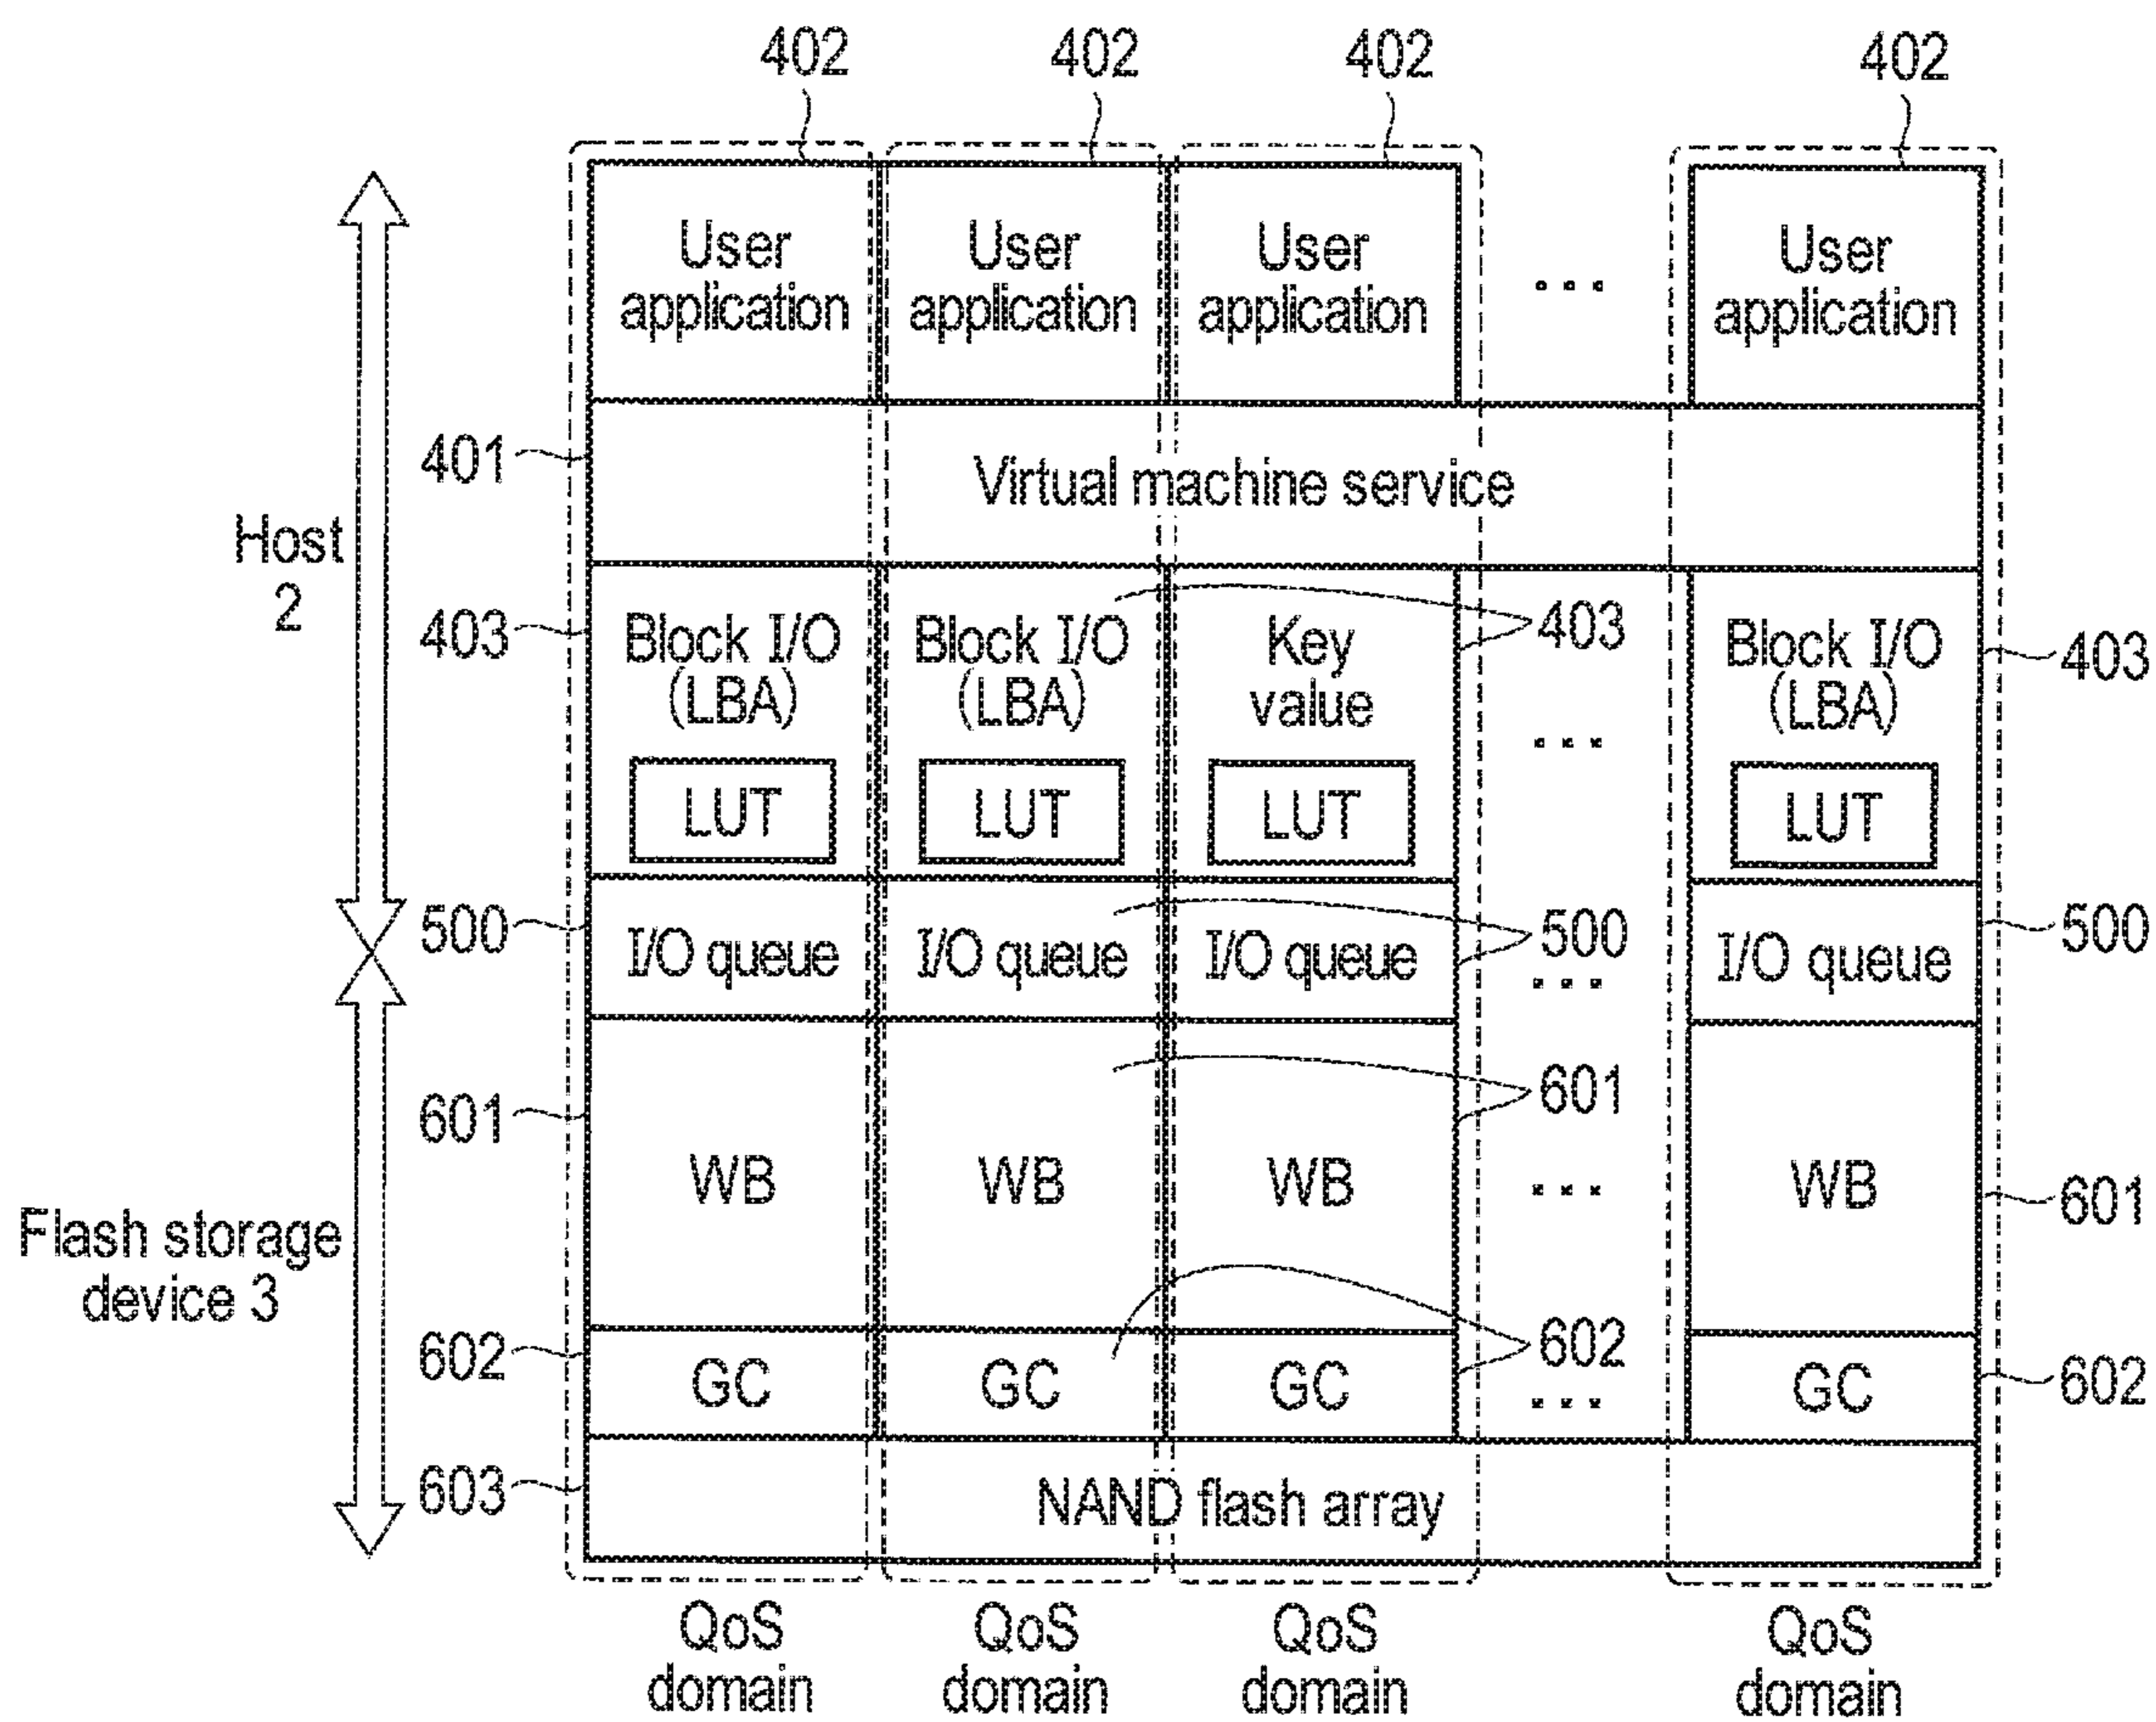 402 402 402 402
User application User application User application ... User application
401 Virtual machine service
Host 2
403 Block I/O (LBA) Block I/O (LBA) Key value 403 Block I/O (LBA) 403
...
LUT LUT LUT LUT
500 I/O queue I/O queue I/O queue 500 ... I/O queue 500
601 601
WB WB WB ... WB 601
Flash storage device 3
602 GC GC GC 602 ... GC 602
603 NAND flash array
QoS domain QoS domain QoS domain QoS domain